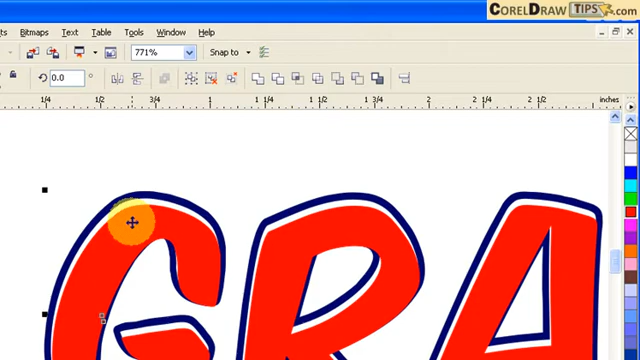 CORELDRAW TIPS.com
ts Bitmaps Text Table Tools Window Help
771% Snap to
0.0 °
1/4 1/2 3/4 1 1 1/4 1 1/2 1 3/4 2 2 1/4 2 1/2 inches
GRA